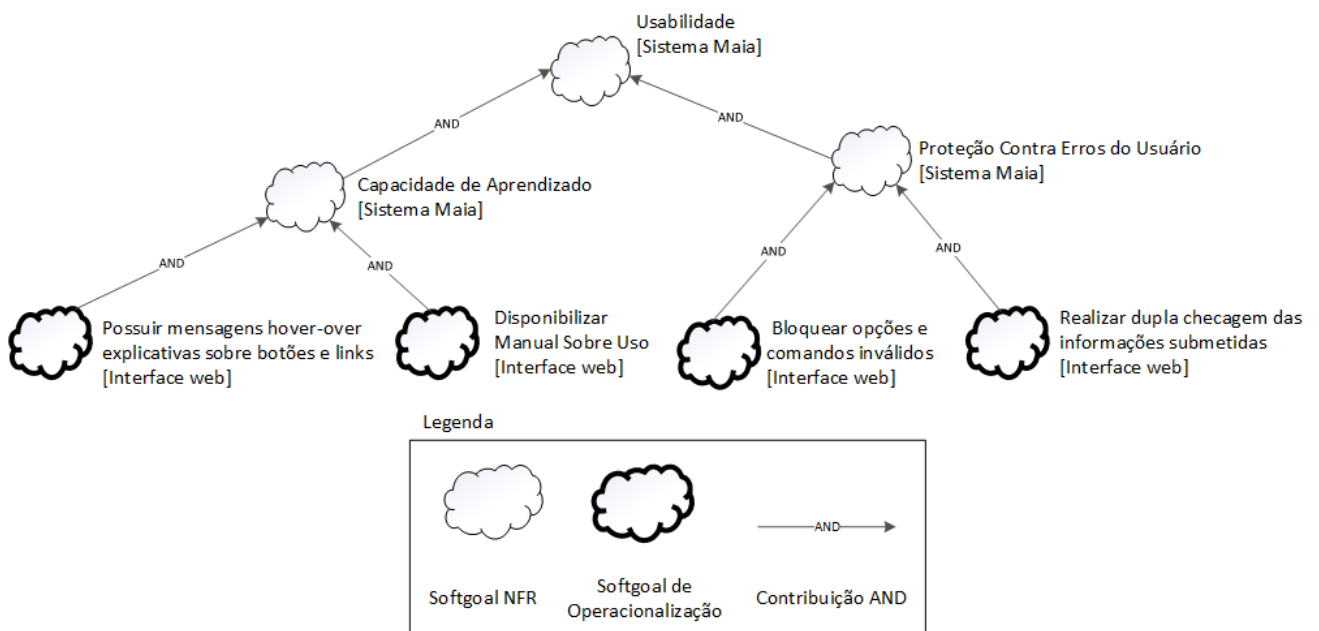 Usabilidade
[Sistema Maia]
AND
AND
Proteção Contra Erros do Usuário
[Sistema Maia]
Capacidade de Aprendizado
[Sistema Maia]
AND
AND
AND
AND
Possuir mensagens hover-over
explicativas sobre botões e links
[Interface web]
Disponibilizar
Manual Sobre Uso
[Interface web]
Bloquear opções e
comandos inválidos
[Interface web]
Realizar dupla checagem das
informações submetidas
[Interface web]
Legenda
AND
Softgoal NFR
Softgoal de
Operacionalização
Contribuição AND